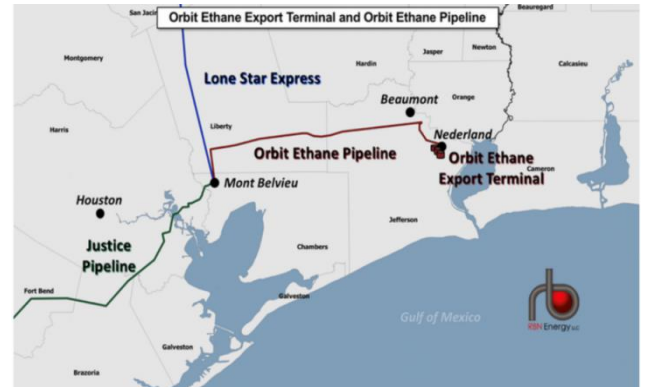 Orbit Ethane Export Terminal and Orbit Ethane Pipeline
San Jacin
Beauregard
Montgomery
Lone Star Express
Hardin
Jasper
Newton
Calcasieu
Beaumont
Orange
Harris
Liberty
Nederland
Orbit Ethane Pipeline
Orbit Ethane
Export Terminal
Cameron
Mont Belvieu
Houston
Jefferson
Justice
Pipeline
Chambers
Fort Bend
Galveston
Gulf of Mexico
RBN Energy LLC
Galveston
Brazoria